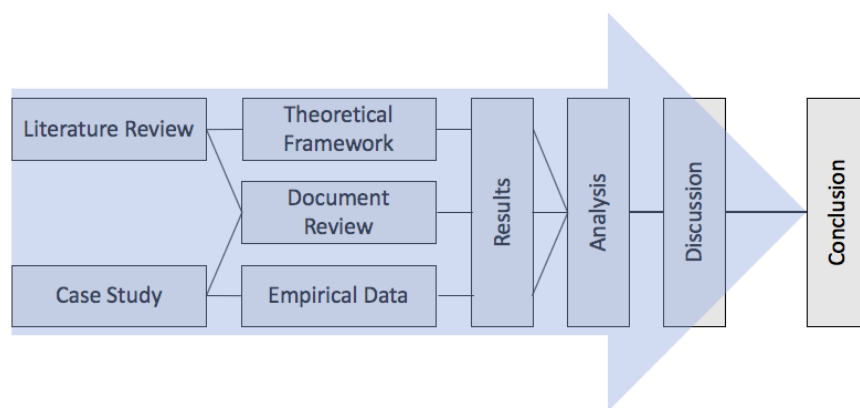 Literature Review
Theoretical
Framework
Document
Review
Case Study
Empirical Data
Results
Analysis
Discussion
Conclusion